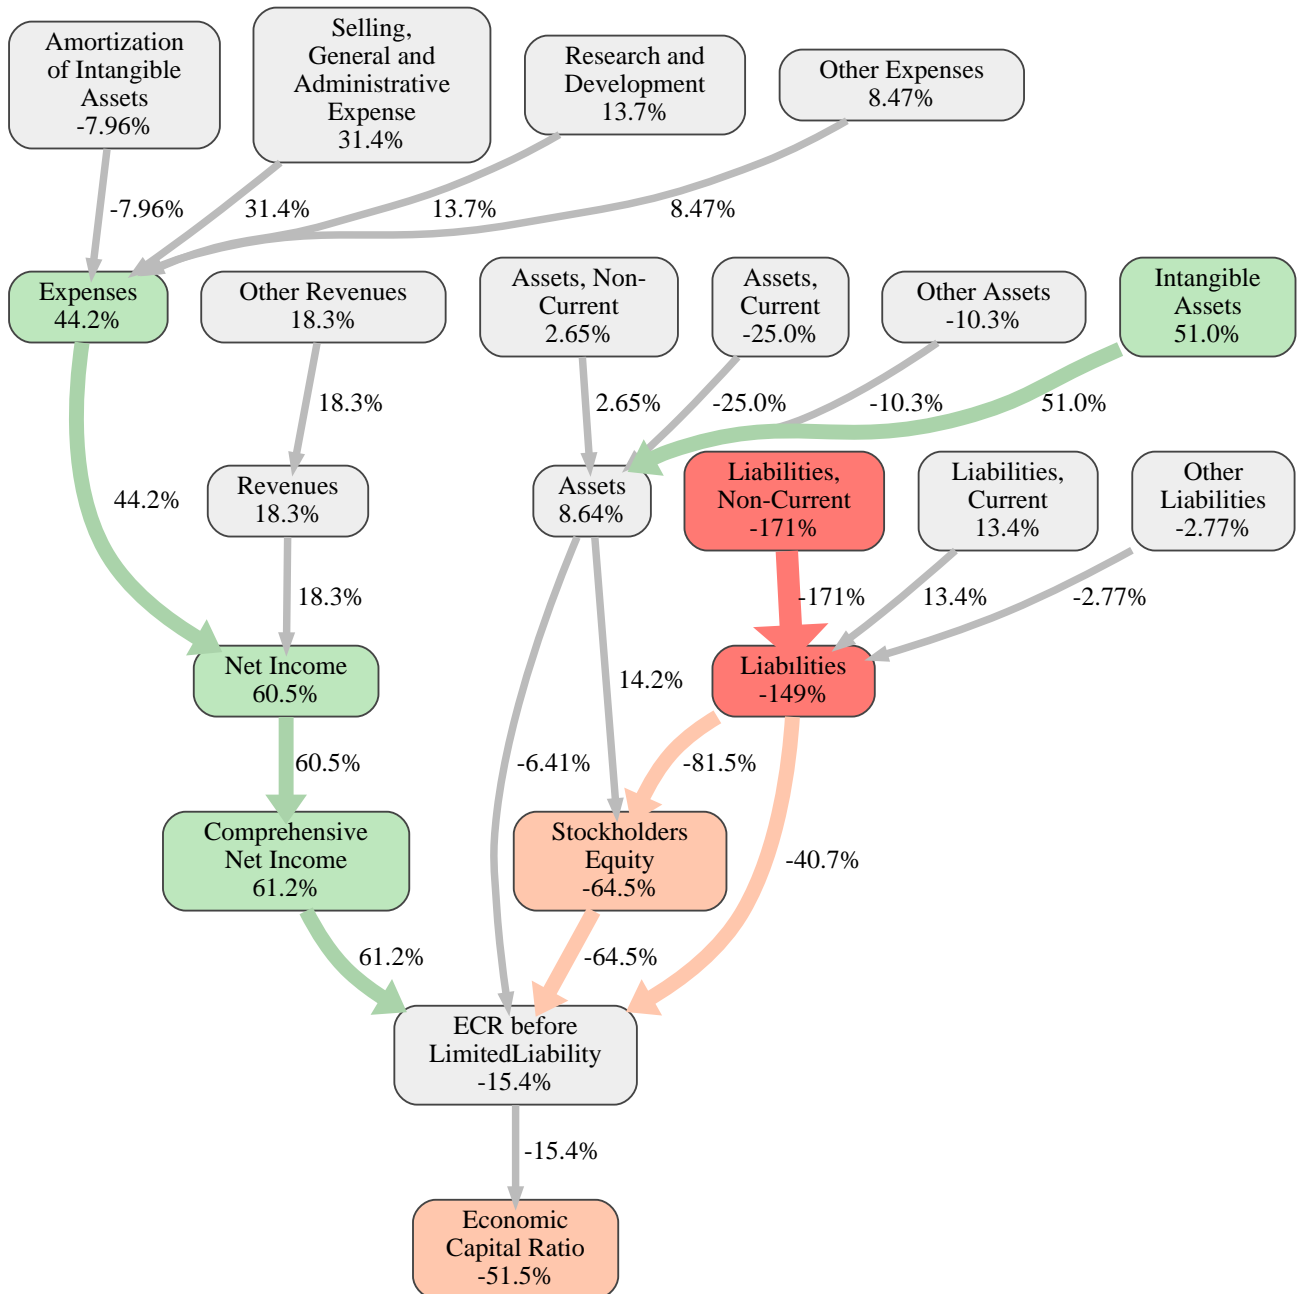 Amortization
of Intangible
Assets
-7.96%
Selling,
General and
Administrative
Expense
31.4%
Research and
Development
13.7%
Other Expenses
8.47%
-7.96%
31.4%
13.7%
8.47%
Expenses
44.2%
Other Revenues
18.3%
Assets, Non-
Current
2.65%
Assets,
Current
-25.0%
Other Assets
-10.3%
Intangible
Assets
51.0%
18.3%
2.65%
-25.0%
-10.3%
51.0%
44.2%
Revenues
18.3%
Assets
8.64%
Liabilities,
Non-Current
-171%
Liabilities,
Current
13.4%
Other
Liabilities
-2.77%
18.3%
-171%
13.4%
-2.77%
Net Income
60.5%
14.2%
Liabilities
-149%
60.5%
-6.41%
-81.5%
Comprehensive
Net Income
61.2%
Stockholders
Equity
-64.5%
-40.7%
61.2%
-64.5%
ECR before
LimitedLiability
-15.4%
-15.4%
Economic
Capital Ratio
-51.5%